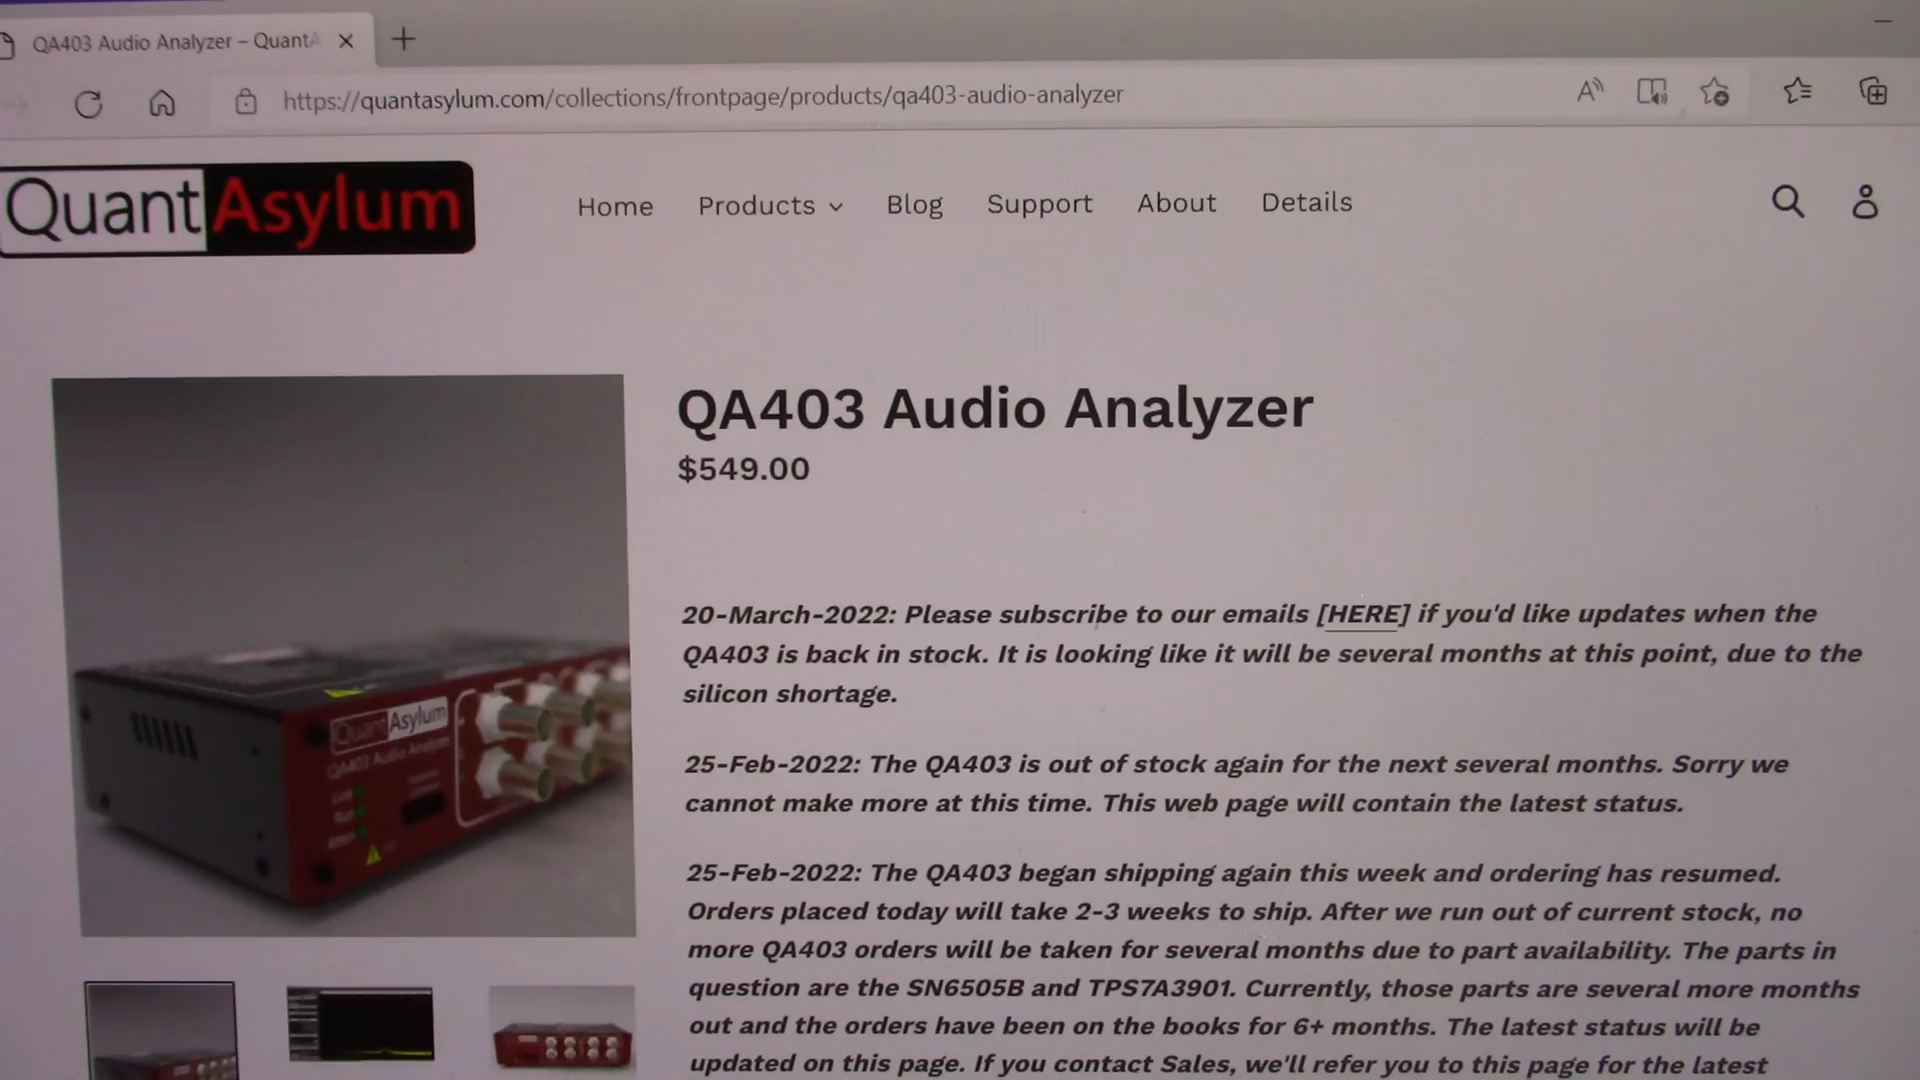 QA403 Audio Analyzer – QuantA
https://quantasylum.com/collections/frontpage/products/qa403-audio-analyzer
QuantAsylum
Home Products Blog Support About Details
QA403 Audio Analyzer
$549.00
20-March-2022: Please subscribe to our emails [HERE] if you'd like updates when the
QA403 is back in stock. It is looking like it will be several months at this point, due to the
silicon shortage.
25-Feb-2022: The QA403 is out of stock again for the next several months. Sorry we
cannot make more at this time. This web page will contain the latest status.
25-Feb-2022: The QA403 began shipping again this week and ordering has resumed.
Orders placed today will take 2-3 weeks to ship. After we run out of current stock, no
more QA403 orders will be taken for several months due to part availability. The parts in
question are the SN6505B and TPS7A3901. Currently, those parts are several more months
out and the orders have been on the books for 6+ months. The latest status will be
updated on this page. If you contact Sales, we'll refer you to this page for the latest
QuantAsylum
QA403 Audio Analyzer
Link
Run